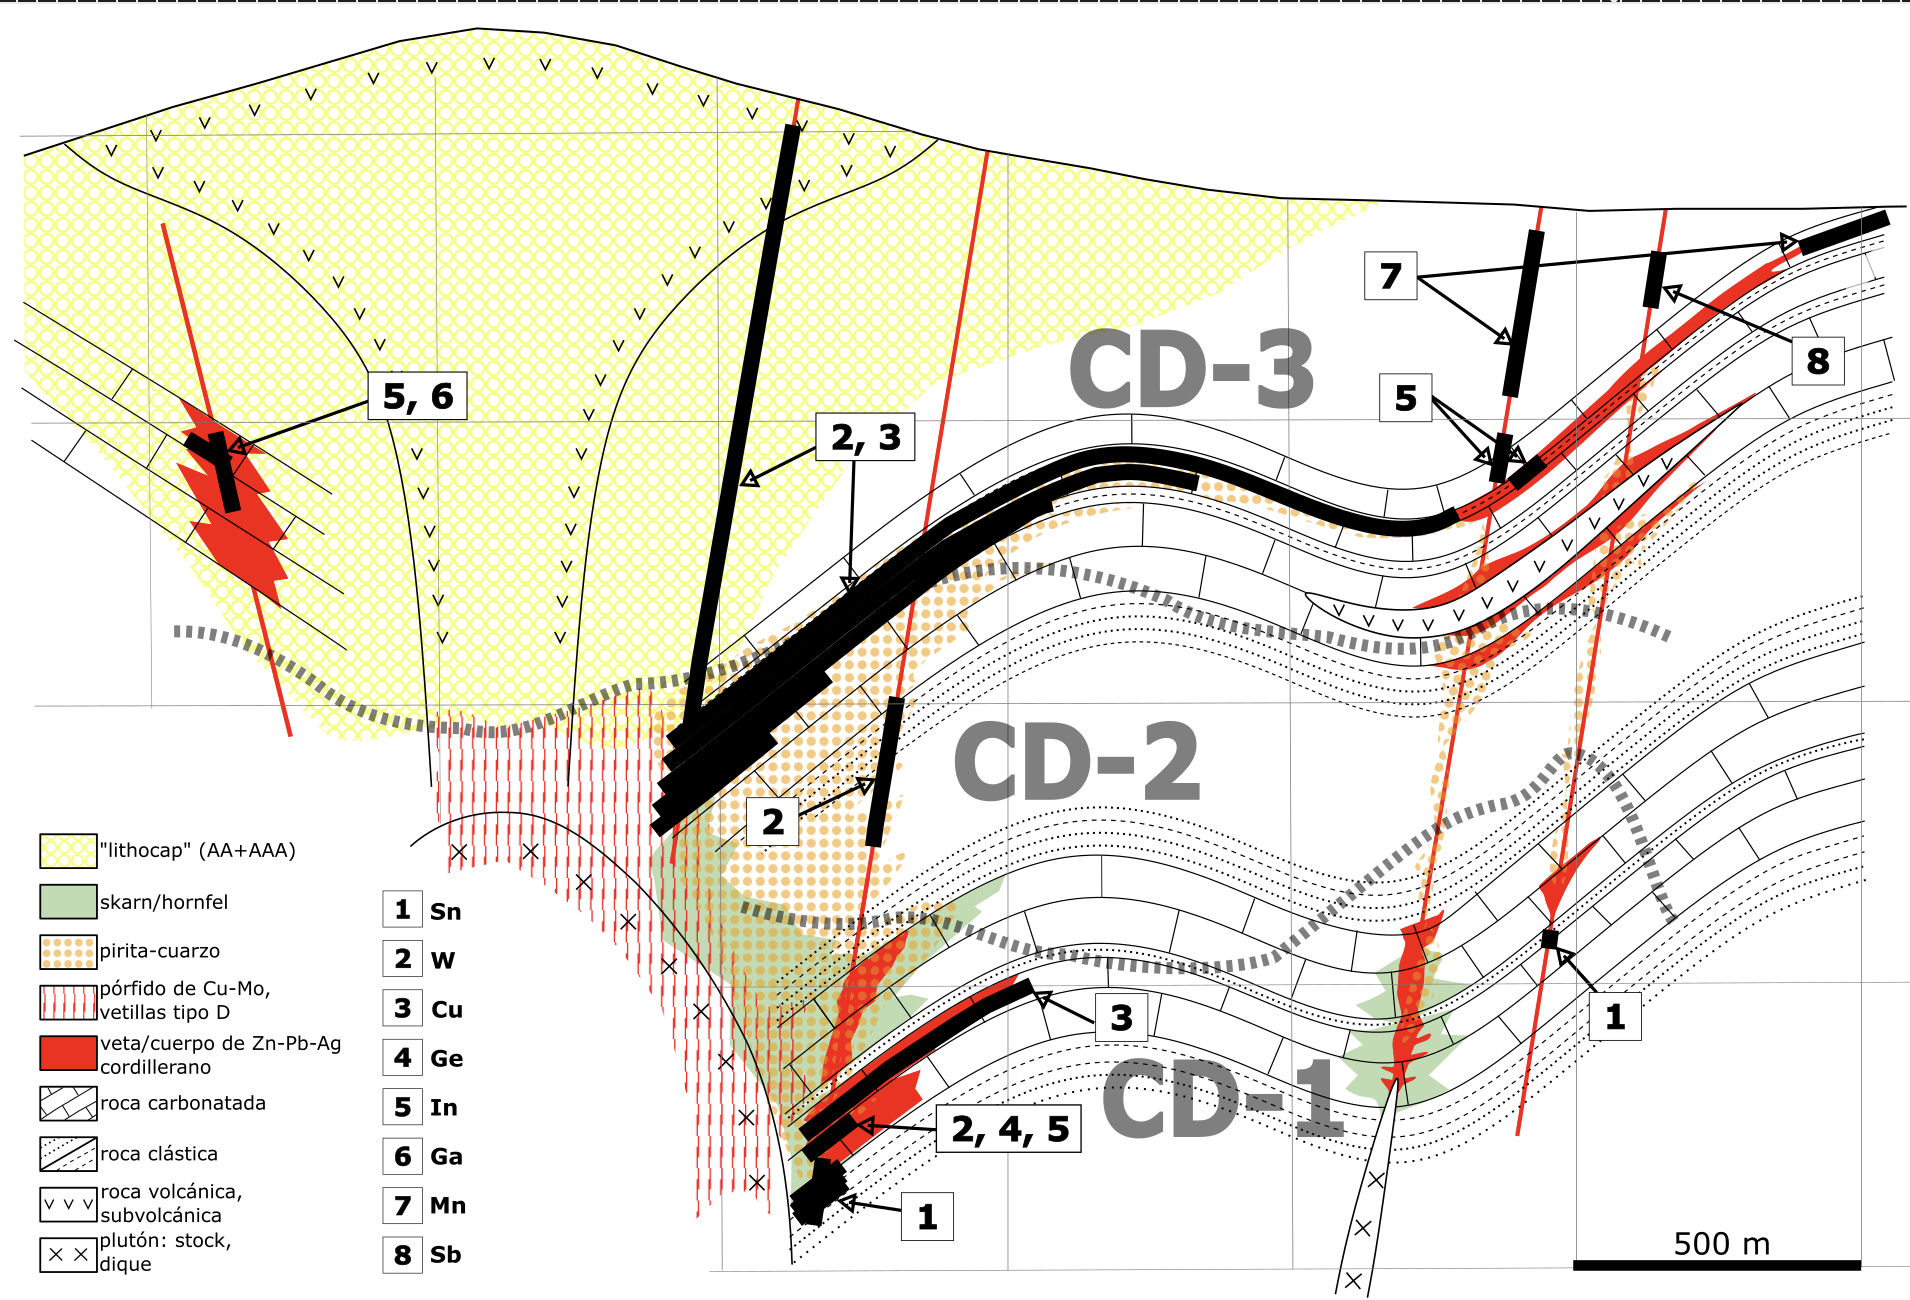 7
CD-3
8
5, 6
5
2, 3
CD-2
2
"lithocap" (AA+AAA)
skarn/hornfel
1 Sn
pirita-cuarzo
2 W
pórfido de Cu-Mo,
vetillas tipo D
3 Cu
3
1
veta/cuerpo de Zn-Pb-Ag
cordillerano
4 Ge
CD-1
roca carbonatada
5 In
2, 4, 5
roca clástica
6 Ga
roca volcánica,
subvolcánica
7 Mn
1
plutón: stock,
dique
8 Sb
500 m